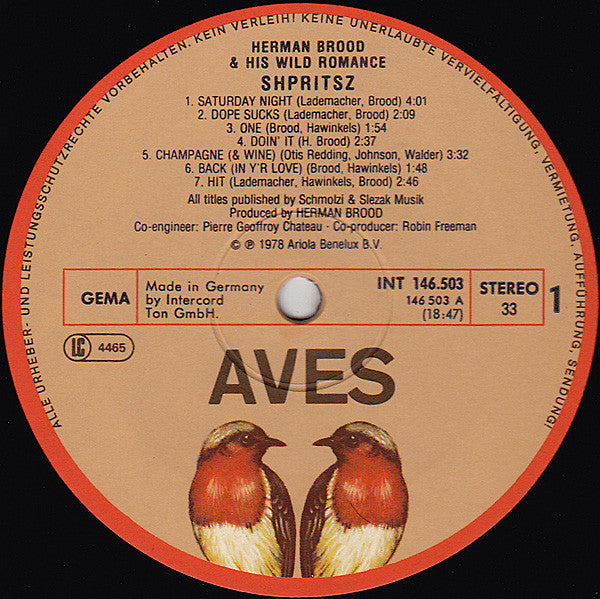 ALLE URHEBER- UND LEISTUNGSSCHUTZRECHTE VORBEHALTEN. KEIN VERLEIH! KEINE UNERLAUBTE VERVIELFÄLTIGUNG, VERMIETUNG, AUFFÜHRUNG, SENDUNG!
HERMAN BROOD
& HIS WILD ROMANCE
SHPRITSZ
1. SATURDAY NIGHT (Lademacher, Brood) 4:01
2. DOPE SUCKS (Lademacher, Brood) 2:09
3. ONE (Brood, Hawinkels) 1:54
4. DOIN' IT (H. Brood) 2:37
5. CHAMPAGNE (& WINE) (Otis Redding, Johnson, Walder) 3:32
6. BACK (IN Y'R LOVE) (Brood, Hawinkels) 1:48
7. HIT (Lademacher, Hawinkels, Brood) 2:46
All titles published by Schmolzi & Slezak Musik
Produced by HERMAN BROOD
Co-engineer: Pierre Geoffroy Chateau · Co-producer: Robin Freeman
© ℗ 1978 Ariola Benelux B.V.
GEMA
Made in Germany
by Intercord
Ton GmbH.
INT 146.503
146 503 A
(18:47)
STEREO
33
1
LC 4465
AVES